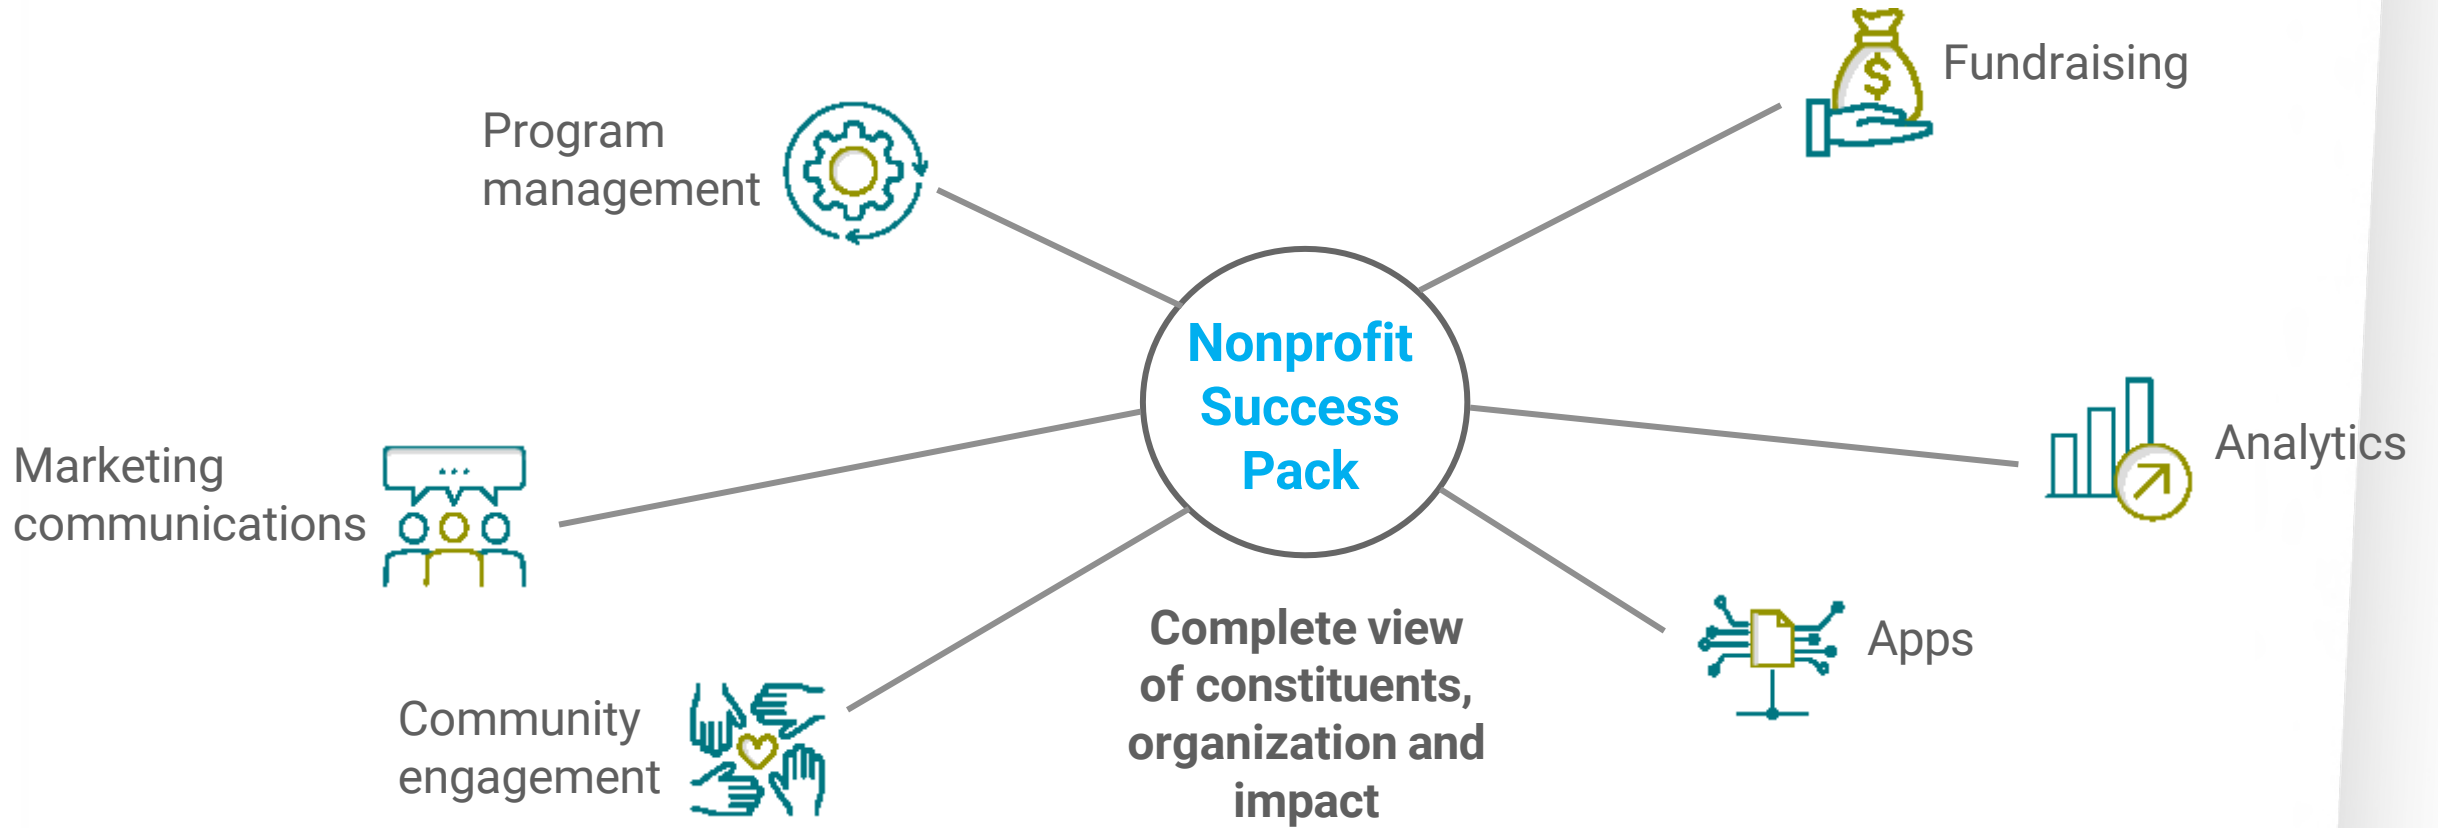 Fundraising
Program
management
Nonprofit
Success
Pack
Analytics
Marketing
communications
...
$
Apps
Community
engagement
Complete view
of constituents,
organization and
impact